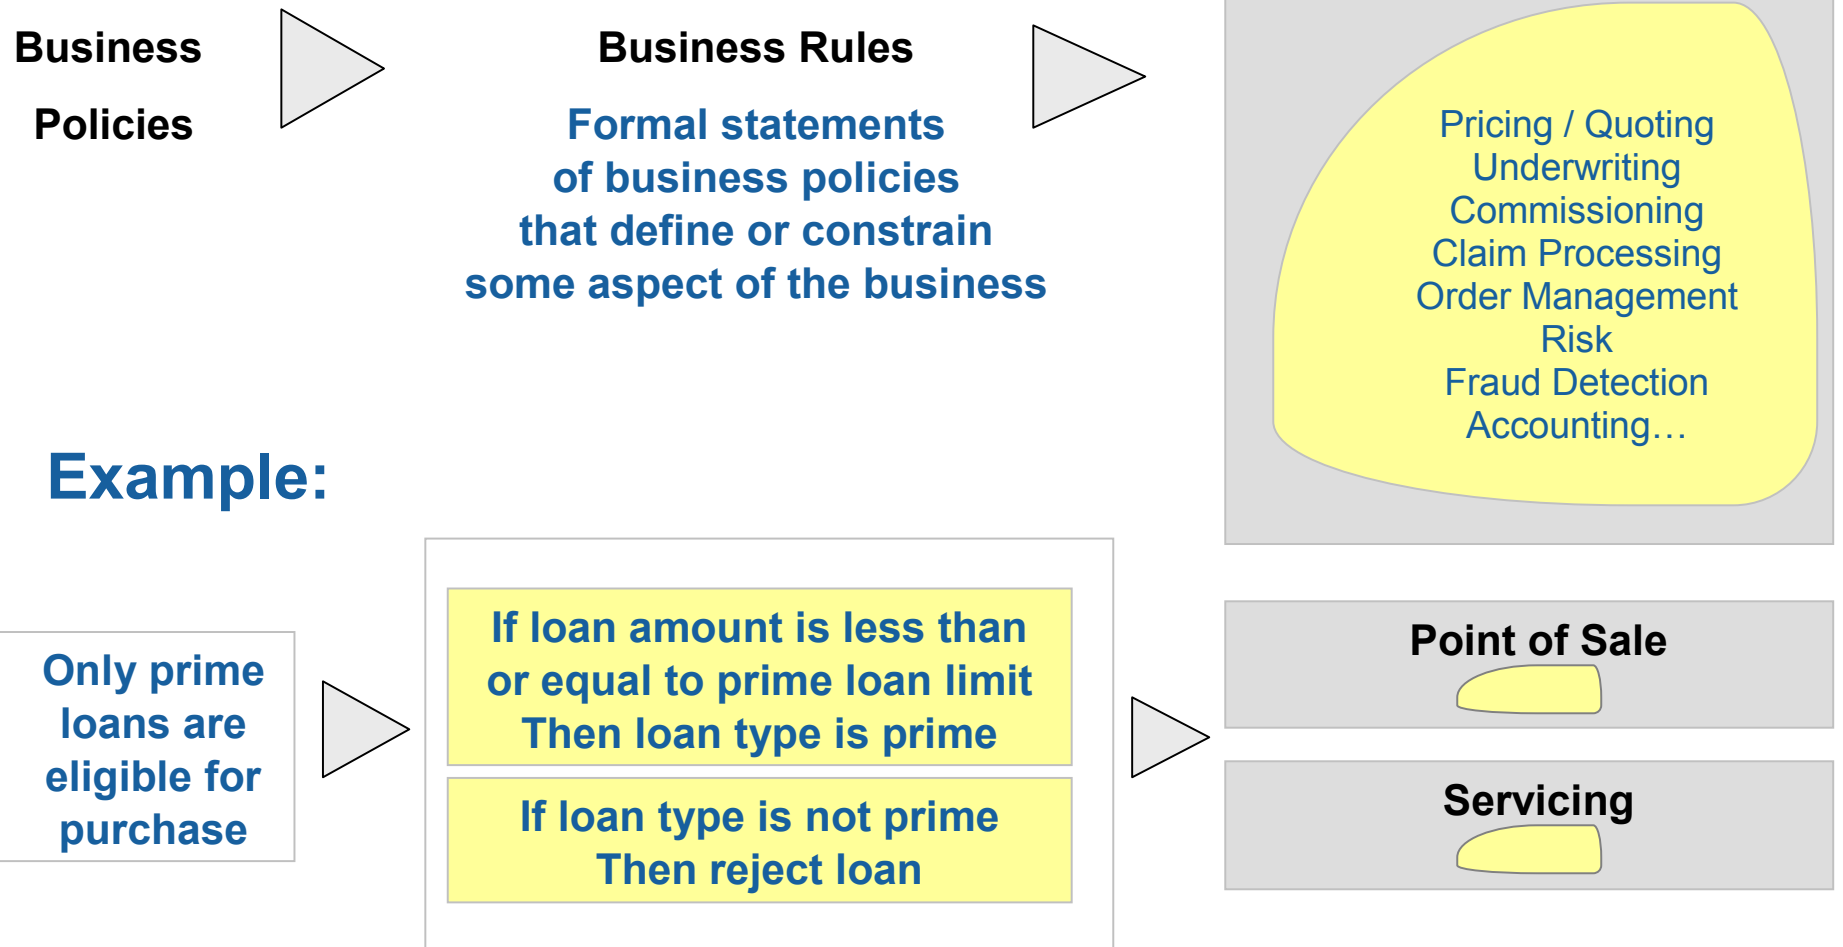 Business
Policies
Business Rules
Formal statements
of business policies
that define or constrain
some aspect of the business
Pricing / Quoting
Underwriting
Commissioning
Claim Processing
Order Management
Risk
Fraud Detection
Accounting…
Example:
Only prime
loans are
eligible for
purchase
If loan amount is less than
or equal to prime loan limit
Then loan type is prime
If loan type is not prime
Then reject loan
Point of Sale
Servicing